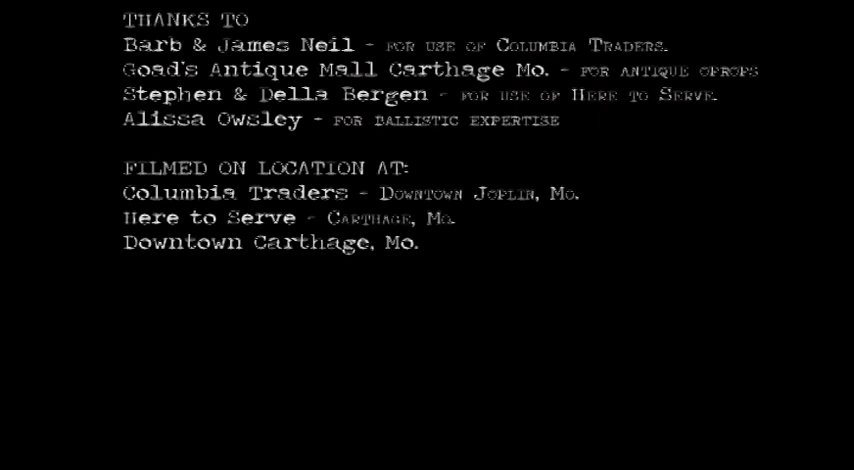 THANKS TO
Barb & James Neil - FOR USE OF COLUMBIA TRADERS.
Goad's Antique Mall Carthage Mo. - FOR ANTIQUE OPROPS
Stephen & Della Bergen - FOR USE OF HERE TO SERVE.
Alissa Owsley - FOR BALLISTIC EXPERTISE
FILMED ON LOCATION AT:
Columbia Traders - DOWNTOWN JOPLIN, MO.
Here to Serve - CARTHAGE, MO.
Downtown Carthage, Mo.